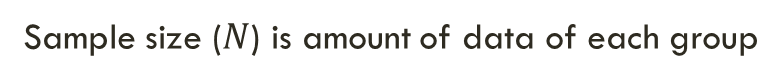 Sample size (N) is amount of data of each group